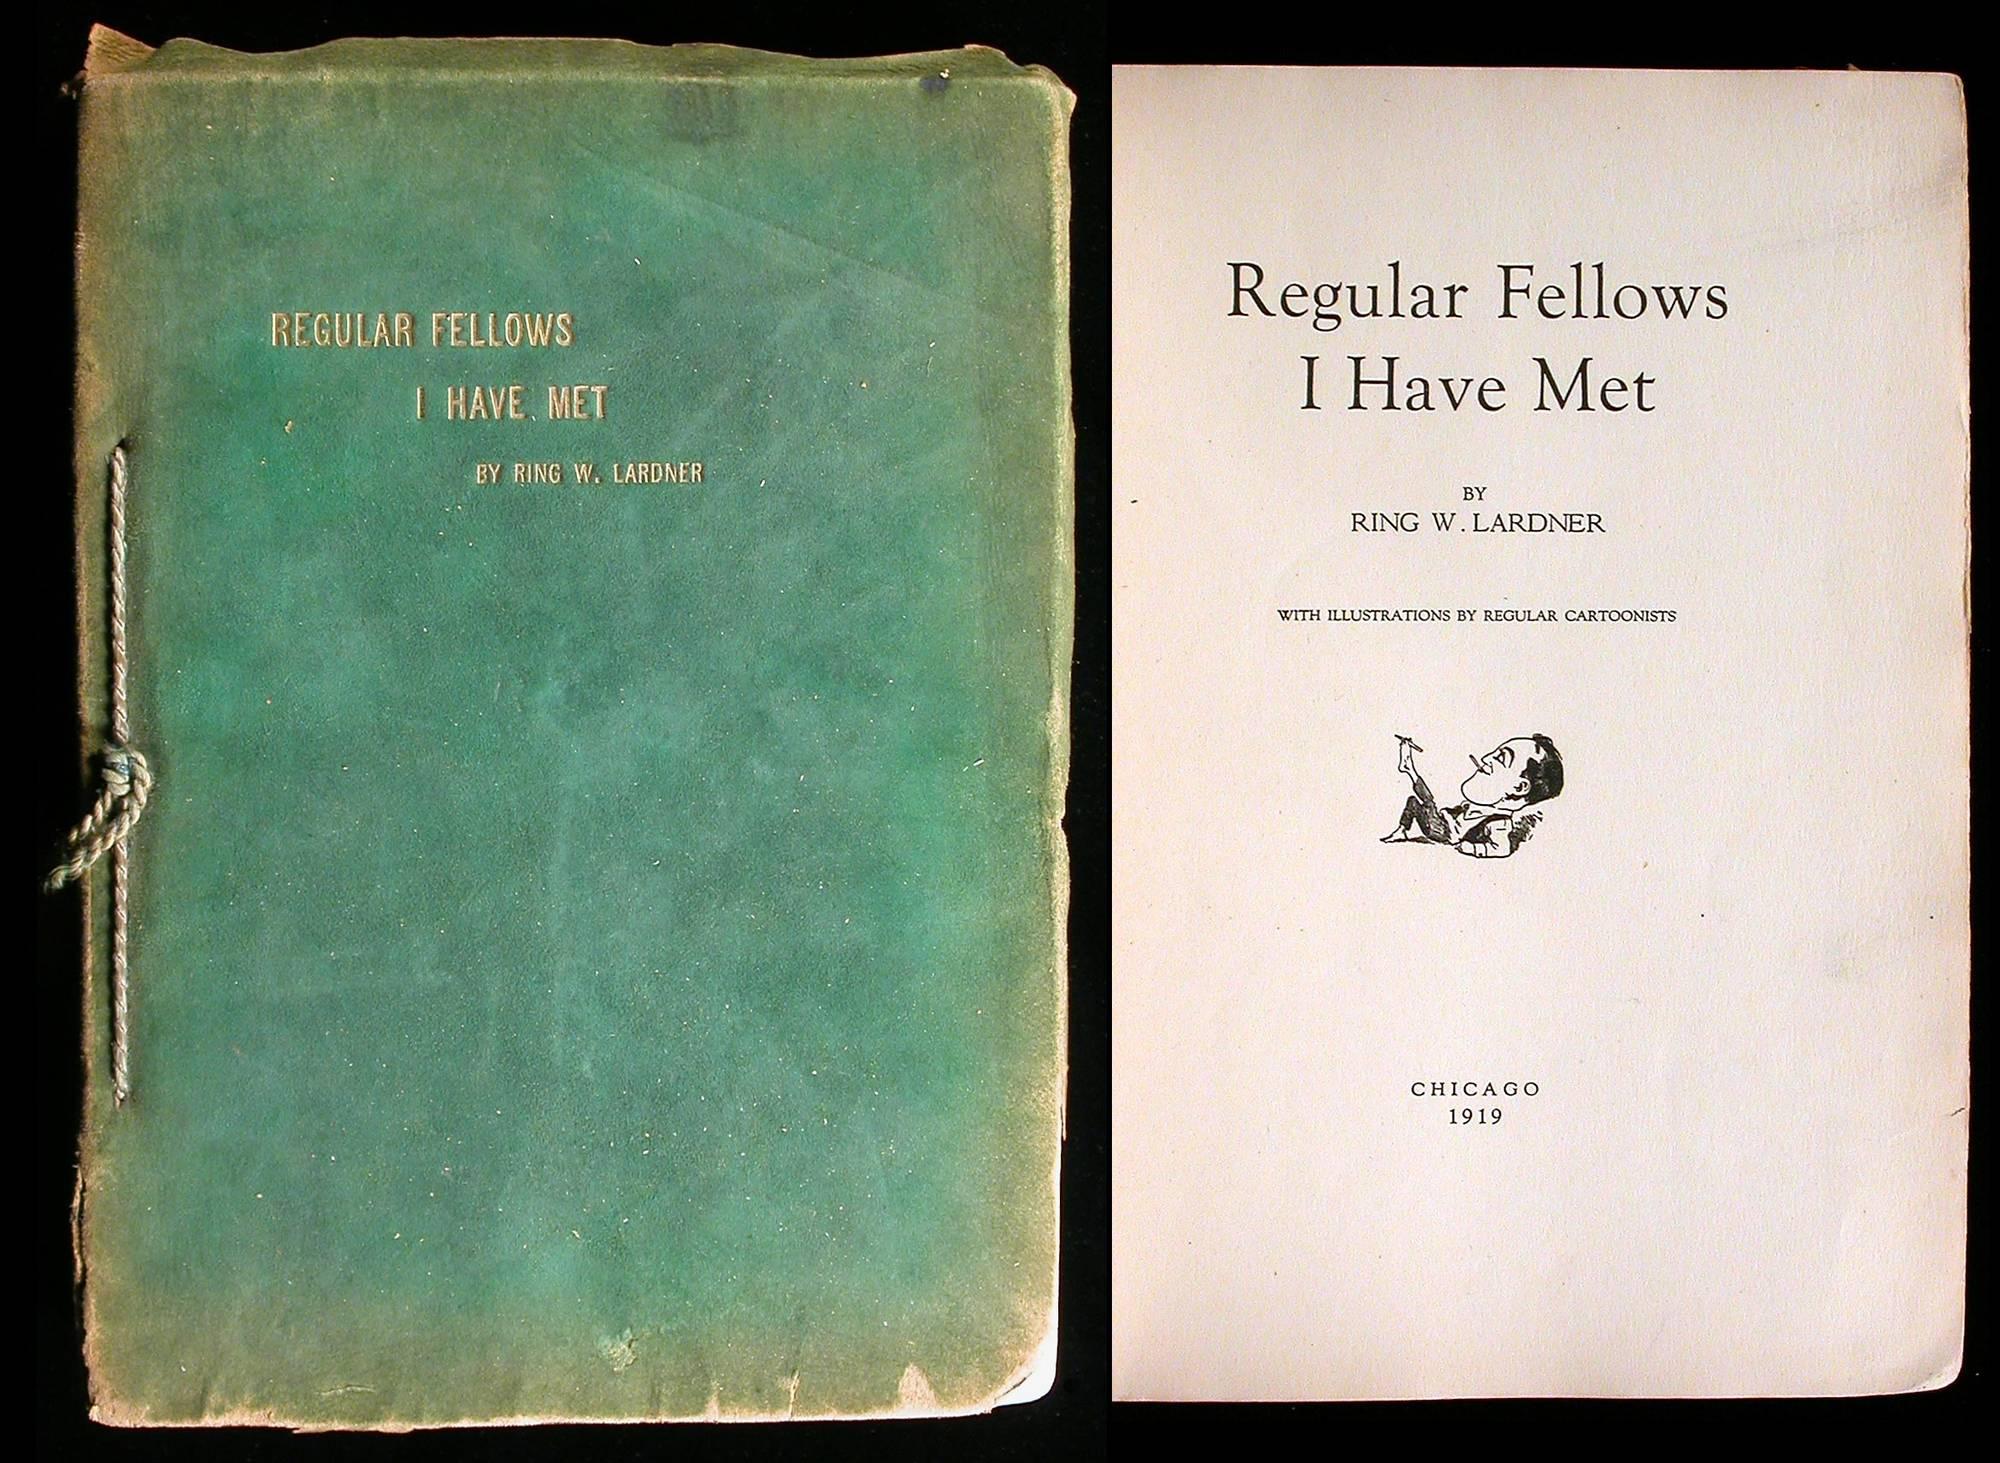 REGULAR FELLOWS
I HAVE MET
BY RING W. LARDNER
Regular Fellows
I Have Met
BY
RING W. LARDNER
WITH ILLUSTRATIONS BY REGULAR CARTOONISTS
CHICAGO
1919